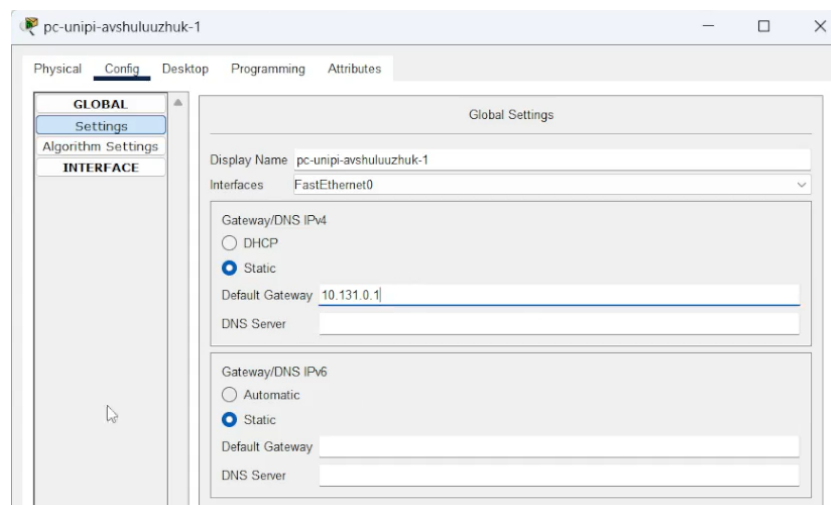 pc-unipi-avshuluuzhuk-1
Physical Config Desktop Programming Attributes
GLOBAL
Settings
Algorithm Settings
INTERFACE
Global Settings
Display Name pc-unipi-avshuluuzhuk-1
Interfaces FastEthernet0
Gateway/DNS IPv4
DHCP
Static
Default Gateway 10.131.0.1
DNS Server
Gateway/DNS IPv6
Automatic
Static
Default Gateway
DNS Server